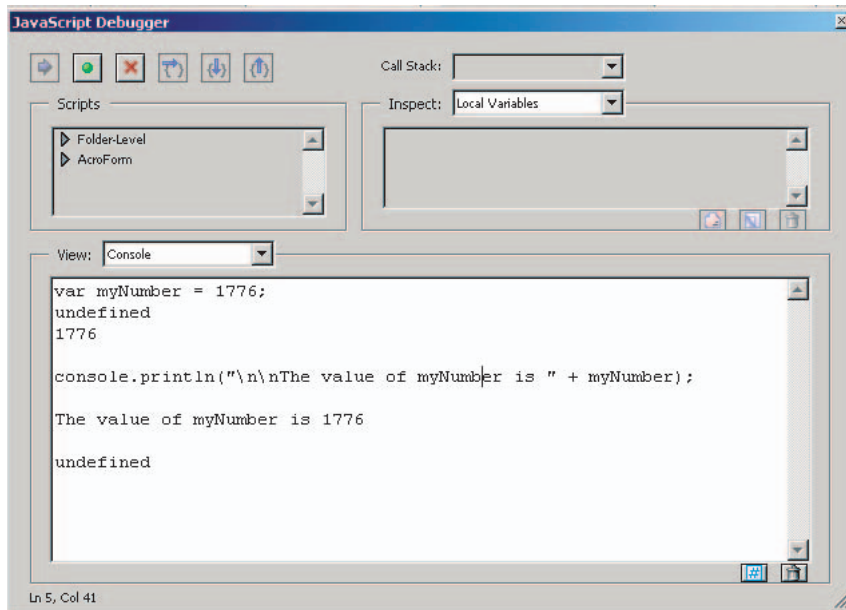 JavaScript Debugger
Call Stack:
Scripts
Inspect: Local Variables
Folder-Level
AcroForm
View: Console
var myNumber = 1776;
undefined
1776
console.println("\n\nThe value of myNumber is " + myNumber);
The value of myNumber is 1776
undefined
Ln 5, Col 41